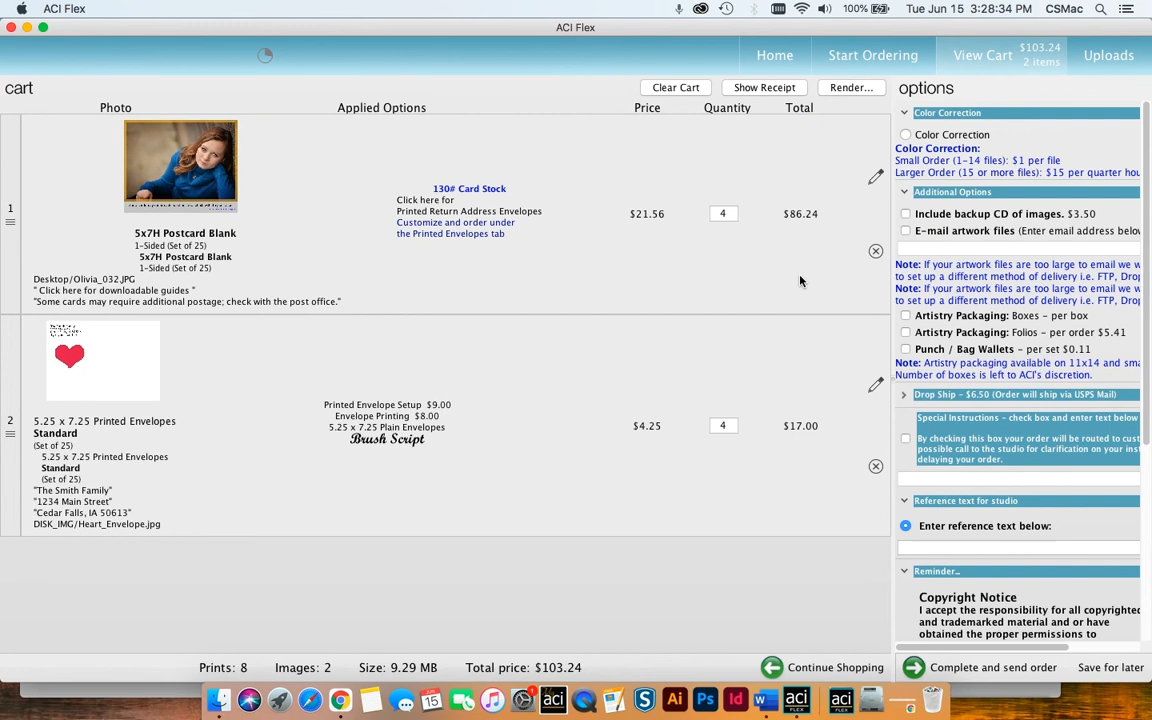 ACI Flex
100%
Tue Jun 15 3:28:34 PM
CSMac
ACI Flex
Home
Start Ordering
View Cart
$103.24
2 items
Uploads
cart
Clear Cart
Show Receipt
Render...
options
Photo
Applied Options
Price
Quantity
Total
1
130# Card Stock
Click here for
Printed Return Address Envelopes
Customize and order under
the Printed Envelopes tab
$21.56
4
$86.24
5x7H Postcard Blank
1-Sided (Set of 25)
5x7H Postcard Blank
1-Sided (Set of 25)
Desktop/Olivia_032.JPG
" Click here for downloadable guides "
"Some cards may require additional postage; check with the post office."
2
Printed Envelope Setup $9.00
Envelope Printing $8.00
5.25 x 7.25 Plain Envelopes
Brush Script
$4.25
4
$17.00
5.25 x 7.25 Printed Envelopes
Standard
(Set of 25)
5.25 x 7.25 Printed Envelopes
Standard
(Set of 25)
"The Smith Family"
"1234 Main Street"
"Cedar Falls, IA 50613"
DISK_IMG/Heart_Envelope.jpg
Color Correction
Color Correction
Color Correction:
Small Order (1-14 files): $1 per file
Larger Order (15 or more files): $15 per quarter hou
Additional Options
Include backup CD of images. $3.50
E-mail artwork files (Enter email address belov
Note: If your artwork files are too large to email we w
to set up a different method of delivery i.e. FTP, Drop
Note: If your artwork files are too large to email we w
to set up a different method of delivery i.e. FTP, Drop
Artistry Packaging: Boxes - per box
Artistry Packaging: Folios - per order $5.41
Punch / Bag Wallets - per set $0.11
Note: Artistry packaging available on 11x14 and sma
Number of boxes is left to ACI's discretion.
Drop Ship - $6.50 (Order will ship via USPS Mail)
Special Instructions - check box and enter text below
By checking this box your order will be routed to cust
possible call to the studio for clarification on your inst
delaying your order.
Reference text for studio
Enter reference text below:
Reminder...
Copyright Notice
I accept the responsibility for all copyrighted
and trademarked material and or have
obtained the proper permissions to
Prints: 8
Images: 2
Size: 9.29 MB
Total price: $103.24
Continue Shopping
Complete and send order
Save for later
JUN
15
1
aci
S
Ai
Ps
Id
W
aci
FLEX
aci
FLEX